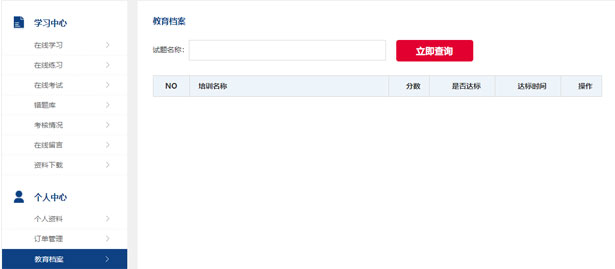 学习中心
在线学习
在线练习
在线考试
错题库
考核情况
在线留言
资料下载
个人中心
个人资料
订单管理
教育档案
教育档案
试题名称:
立即查询
NO 培训名称 分数 是否达标 达标时间 操作